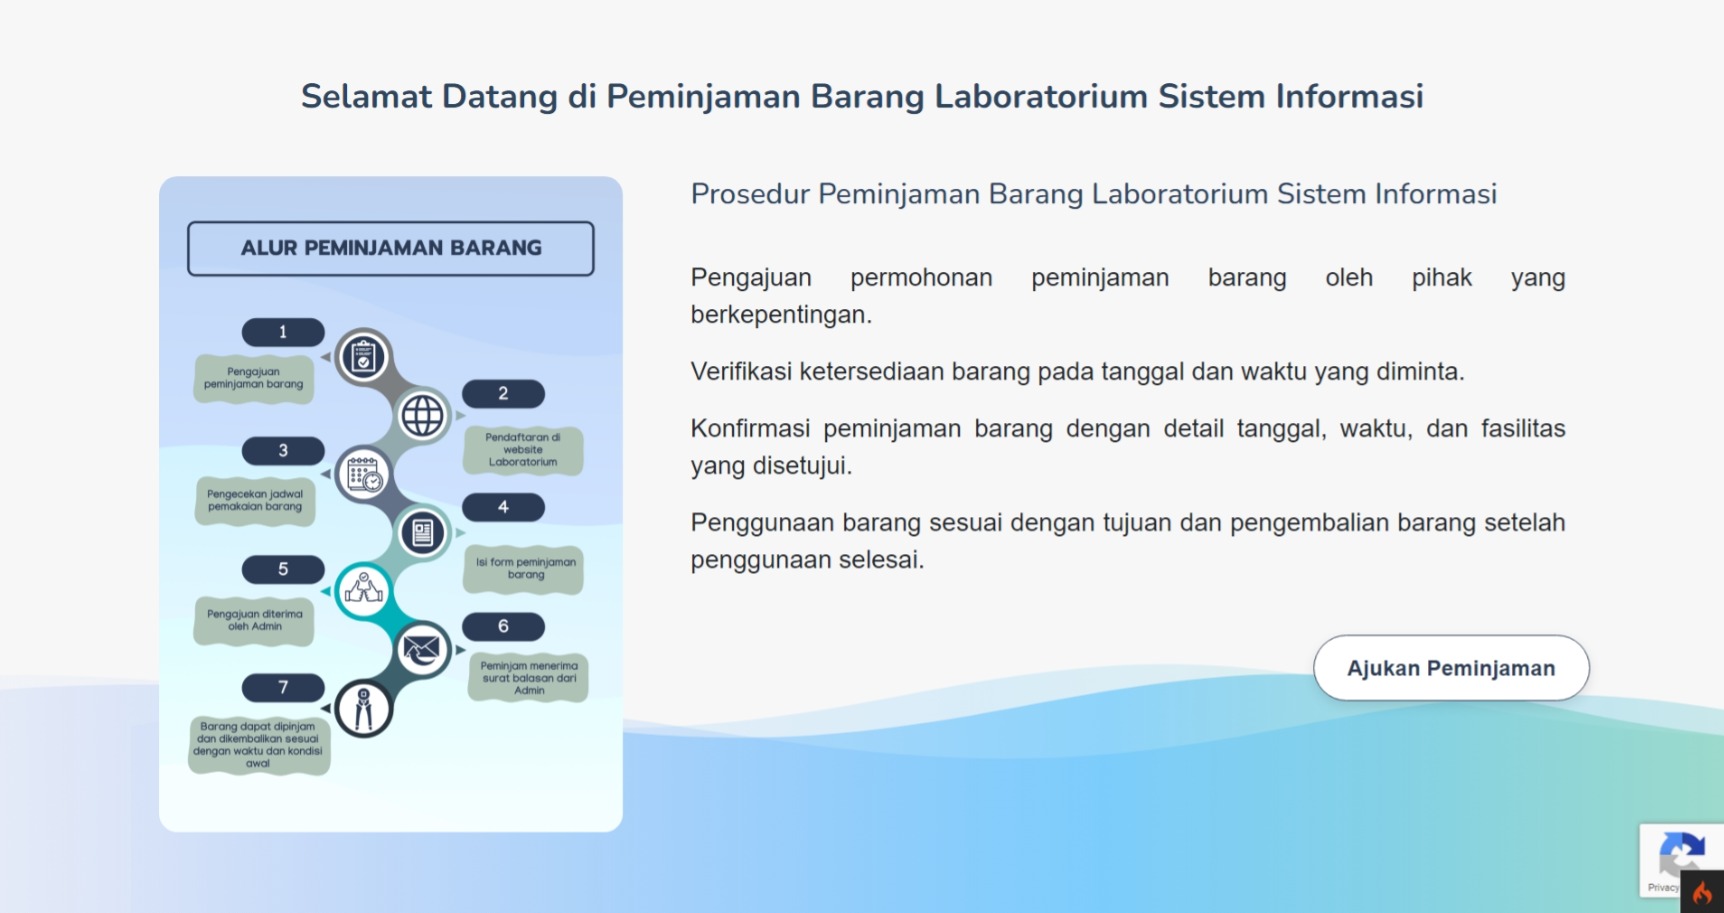 Selamat Datang di Peminjaman Barang Laboratorium Sistem Informasi
ALUR PEMINJAMAN BARANG
1
Pengajuan
peminjaman barang
2
Pendaftaran di
website
Laboratorium
3
Pengecekan jadwal
pemakaian barang
4
Isi form peminjaman
barang
5
Pengajuan diterima
oleh Admin
6
Peminjam menerima
surat balasan dari
Admin
7
Barang dapat dipinjam
dan dikembalikan sesuai
dengan waktu dan kondisi
awal
Prosedur Peminjaman Barang Laboratorium Sistem Informasi
Pengajuan permohonan peminjaman barang oleh pihak yang
berkepentingan.
Verifikasi ketersediaan barang pada tanggal dan waktu yang diminta.
Konfirmasi peminjaman barang dengan detail tanggal, waktu, dan fasilitas
yang disetujui.
Penggunaan barang sesuai dengan tujuan dan pengembalian barang setelah
penggunaan selesai.
Ajukan Peminjaman
Privacy